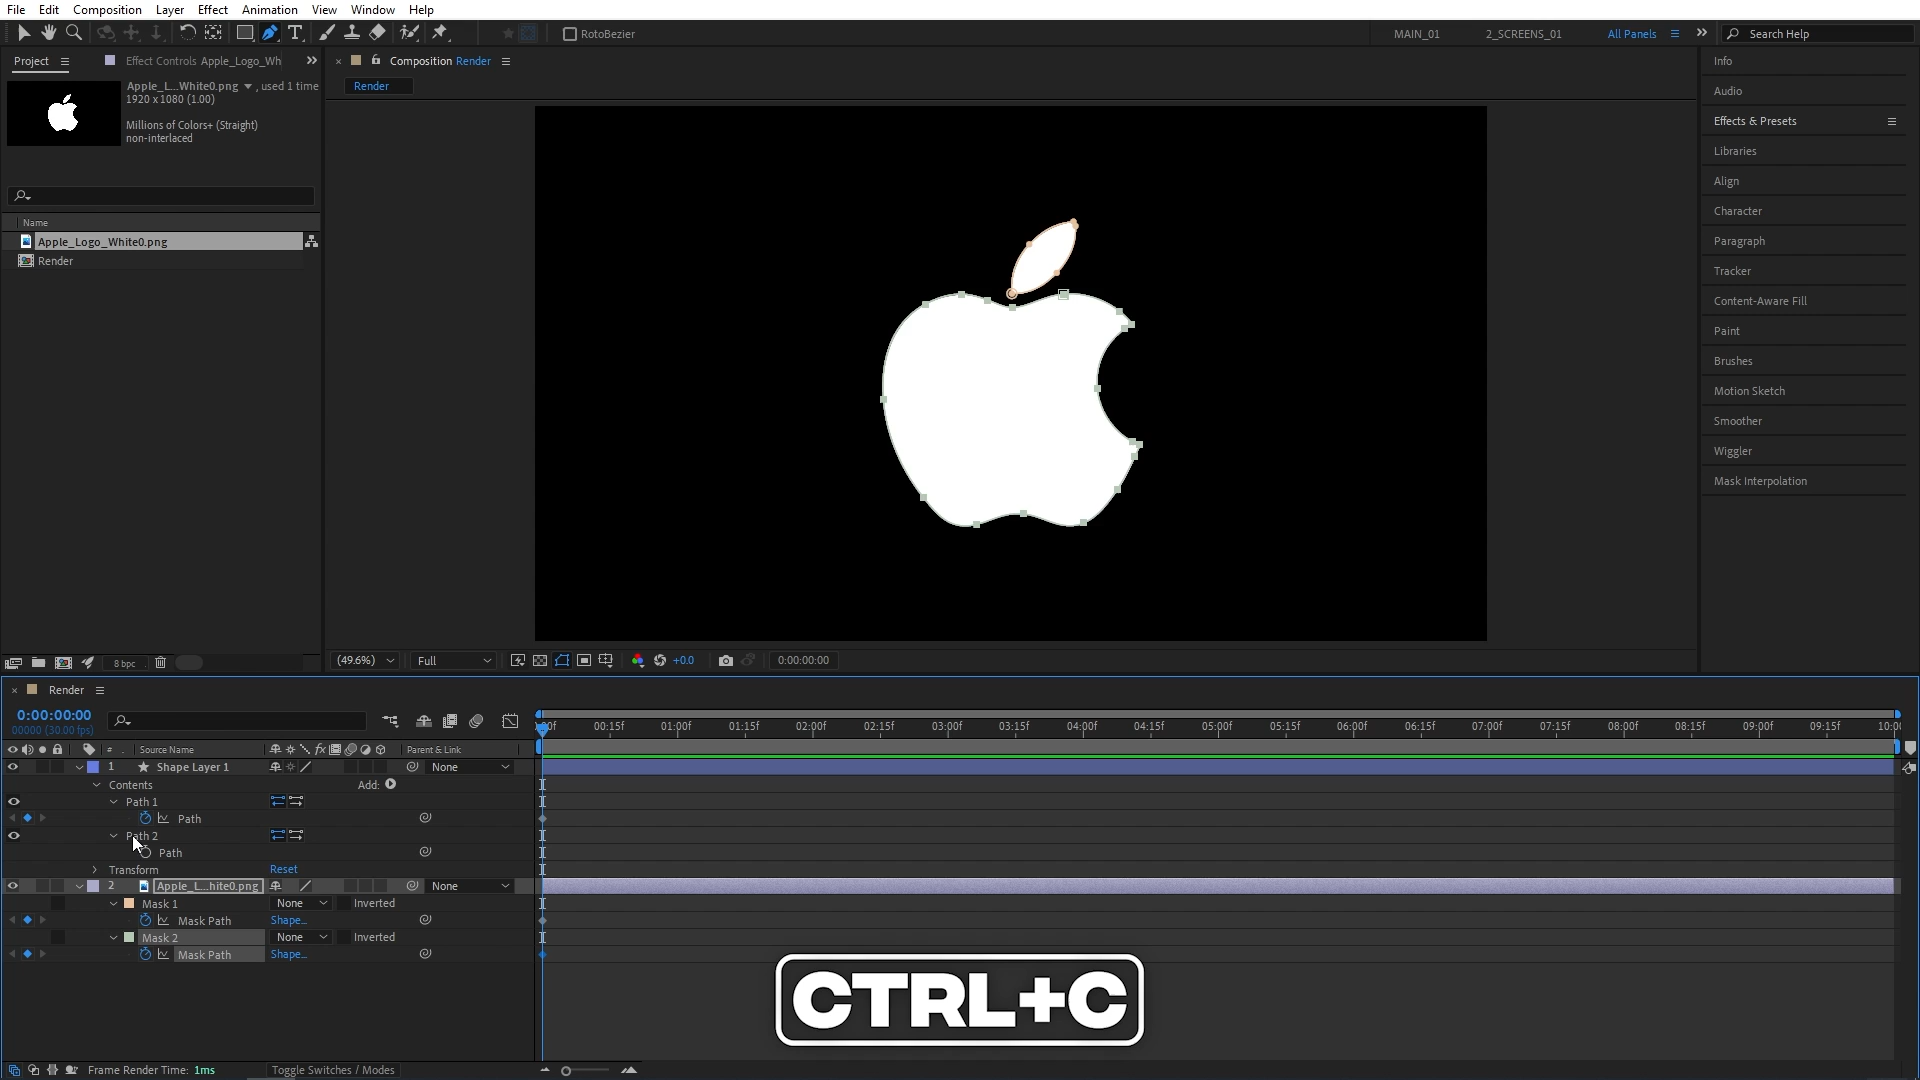 File Edit Composition Layer Effect Animation View Window Help
RotoBezier
MAIN_01 2_SCREENS_01 All Panels Search Help
Project Effect Controls Apple_Logo_Wh
Composition Render
Render
Apple_L...White0.png , used 1 time
1920 x 1080 (1.00)
Millions of Colors+ (Straight)
non-interlaced
Name
Apple_Logo_White0.png
Render
Info
Audio
Effects & Presets
Libraries
Align
Character
Paragraph
Tracker
Content-Aware Fill
Paint
Brushes
Motion Sketch
Smoother
Wiggler
Mask Interpolation
8 bpc
(49.6%) Full +0.0 0:00:00:00
Render
0:00:00:00
00000 (30.00 fps)
00:15f 01:00f 01:15f 02:00f 02:15f 03:00f 03:15f 04:00f 04:15f 05:00f 05:15f 06:00f 06:15f 07:00f 07:15f 08:00f 08:15f 09:00f 09:15f 10:0
# Source Name fx Parent & Link
1 Shape Layer 1 None
Contents Add:
Path 1
Path
Path 2
Path
Transform Reset
2 Apple_L...hite0.png None
Mask 1 None Inverted
Mask Path Shape...
Mask 2 None Inverted
Mask Path Shape...
CTRL+C
Frame Render Time: 1ms Toggle Switches / Modes